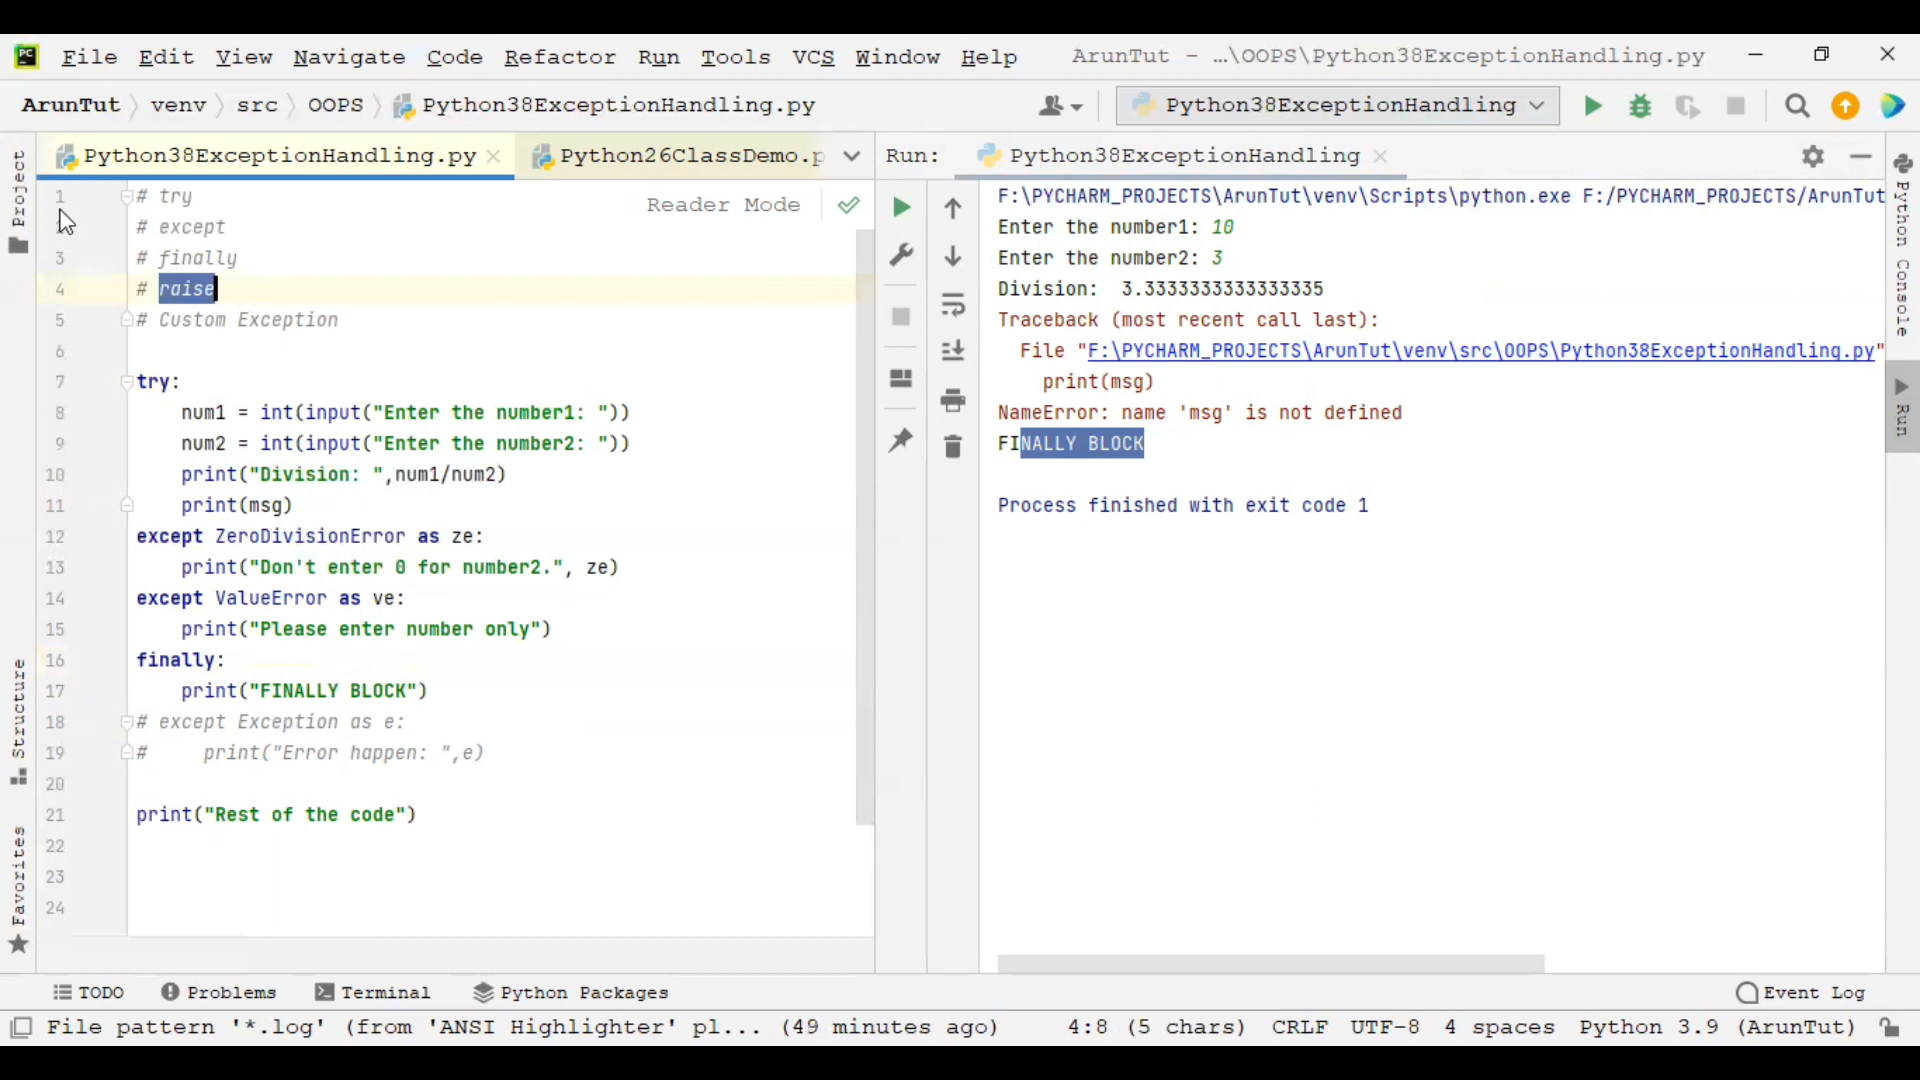 File Edit View Navigate Code Refactor Run Tools VCS Window Help ArunTut - ...\OOPS\Python38ExceptionHandling.py
ArunTut venv src OOPS Python38ExceptionHandling.py Python38ExceptionHandling
Python38ExceptionHandling.py Python26ClassDemo.p
Run: Python38ExceptionHandling
Project
Structure
Favorites
Reader Mode
1 # try
# except
3 # finally
4 # raise
5 # Custom Exception
6
7 try:
8 num1 = int(input("Enter the number1: "))
9 num2 = int(input("Enter the number2: "))
10 print("Division: ",num1/num2)
11 print(msg)
12 except ZeroDivisionError as ze:
13 print("Don't enter 0 for number2.", ze)
14 except ValueError as ve:
15 print("Please enter number only")
16 finally:
17 print("FINALLY BLOCK")
18 # except Exception as e:
19 # print("Error happen: ",e)
20
21 print("Rest of the code")
22
23
24
F:\PYCHARM_PROJECTS\ArunTut\venv\Scripts\python.exe F:/PYCHARM_PROJECTS/ArunTut
Enter the number1: 10
Enter the number2: 3
Division:  3.3333333333333335
Traceback (most recent call last):
File "F:\PYCHARM_PROJECTS\ArunTut\venv\src\OOPS\Python38ExceptionHandling.py"
print(msg)
NameError: name 'msg' is not defined
FINALLY BLOCK
Process finished with exit code 1
Python Console
Run
TODO Problems Terminal Python Packages Event Log
File pattern '*.log' (from 'ANSI Highlighter' pl... (49 minutes ago) 4:8 (5 chars) CRLF UTF-8 4 spaces Python 3.9 (ArunTut)